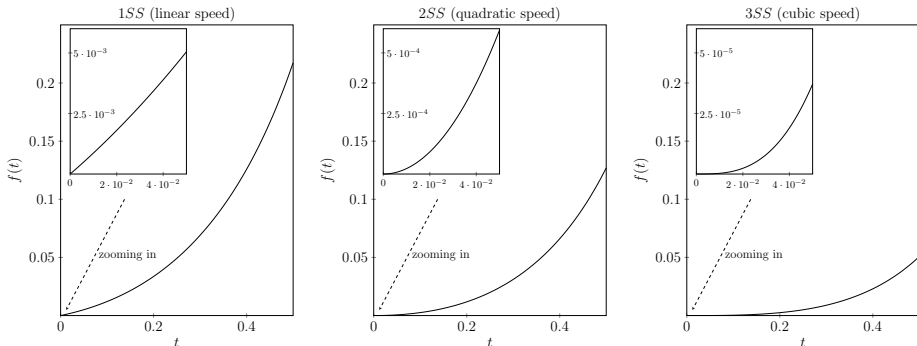 1SS (linear speed)
f(t)
0.2
0.15
0.1
0.05
0
0.2
0.4
t
5 · 10⁻³
2.5 · 10⁻³
0
2 · 10⁻²
4 · 10⁻²
zooming in
2SS (quadratic speed)
f(t)
0.2
0.15
0.1
0.05
0
0.2
0.4
t
5 · 10⁻⁴
2.5 · 10⁻⁴
0
2 · 10⁻²
4 · 10⁻²
zooming in
3SS (cubic speed)
f(t)
0.2
0.15
0.1
0.05
0
0.2
0.4
t
5 · 10⁻⁵
2.5 · 10⁻⁵
0
2 · 10⁻²
4 · 10⁻²
zooming in